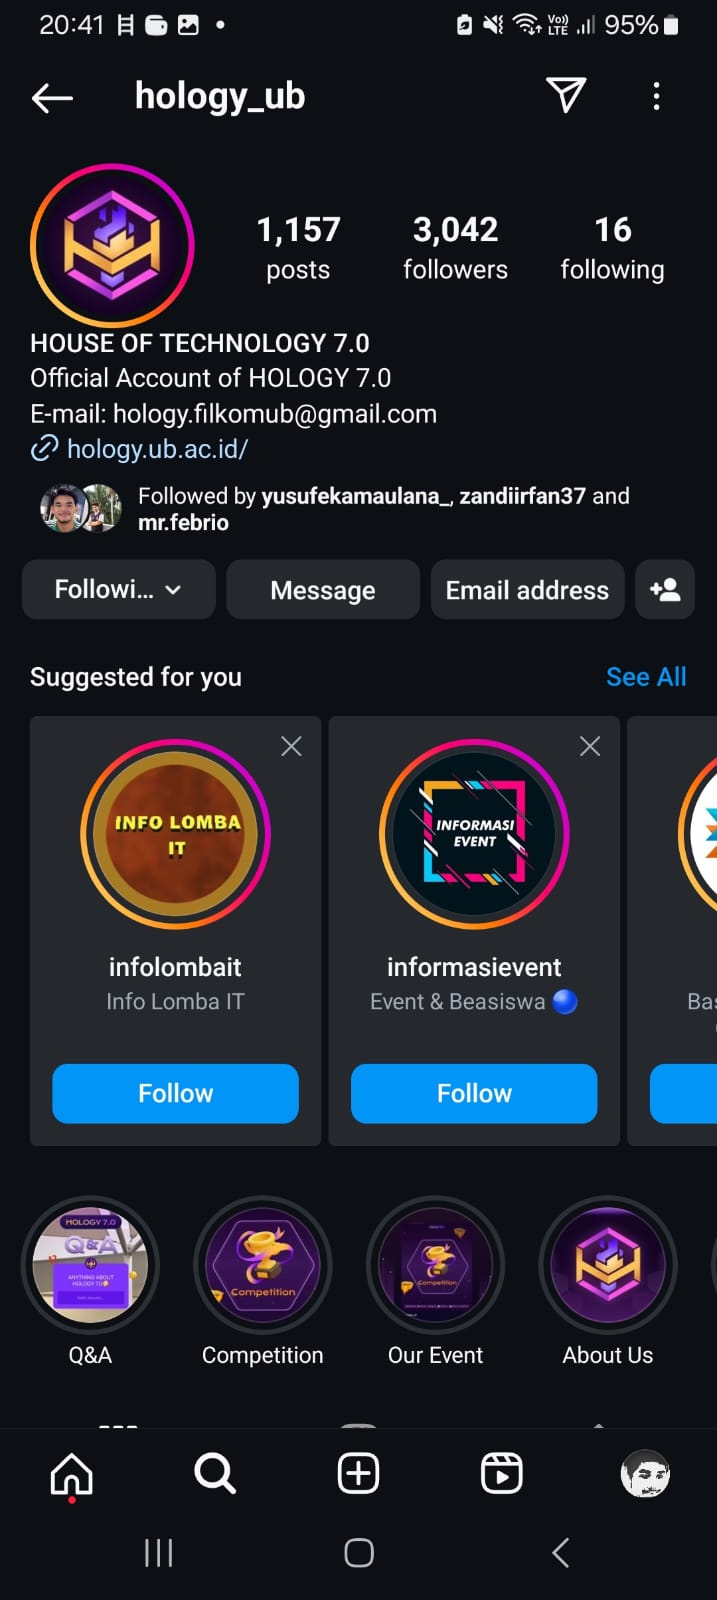 20:41
Vo))
LTE
95%
hology_ub
1,157
posts
3,042
followers
16
following
HOUSE OF TECHNOLOGY 7.0
Official Account of HOLOGY 7.0
E-mail: hology.filkomub@gmail.com
hology.ub.ac.id/
Followed by yusufekamaulana_, zandiirfan37 and
mr.febrio
Followi...
Message
Email address
Suggested for you
See All
INFO LOMBA
IT
infolombait
Info Lomba IT
Follow
INFORMASI
EVENT
informasievent
Event & Beasiswa
Follow
Bas
HOLOGY 7.0
Q&A
ANYTHING ABOUT
HOLOGY 7.0
Q&A
Competition
Competition
Competition
Our Event
About Us